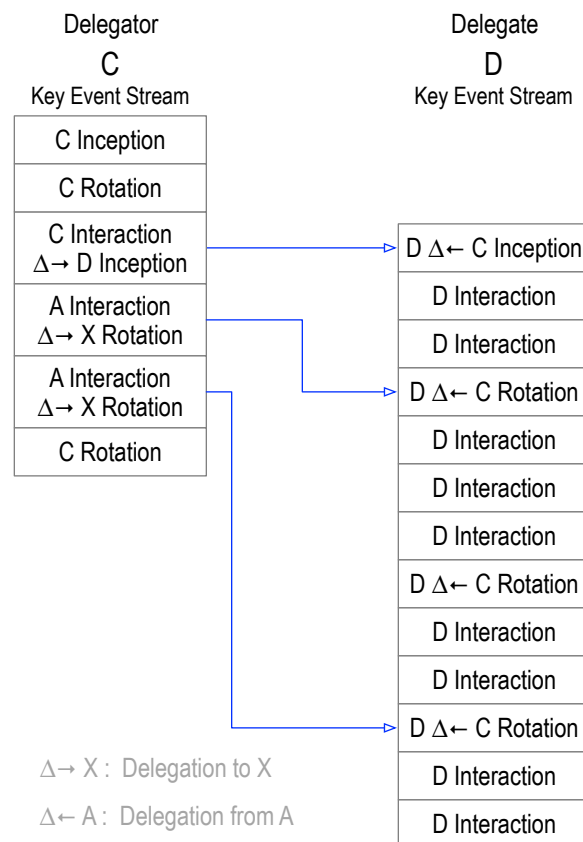 Delegator
C
Key Event Stream
C Inception
C Rotation
C Interaction
Δ→ D Inception
A Interaction
Δ→ X Rotation
A Interaction
Δ→ X Rotation
C Rotation
Delegate
D
Key Event Stream
D Δ← C Inception
D Interaction
D Interaction
D Δ← C Rotation
D Interaction
D Interaction
D Interaction
D Δ← C Rotation
D Interaction
D Interaction
D Δ← C Rotation
D Interaction
D Interaction
Δ→ X : Delegation to X
Δ← A : Delegation from A